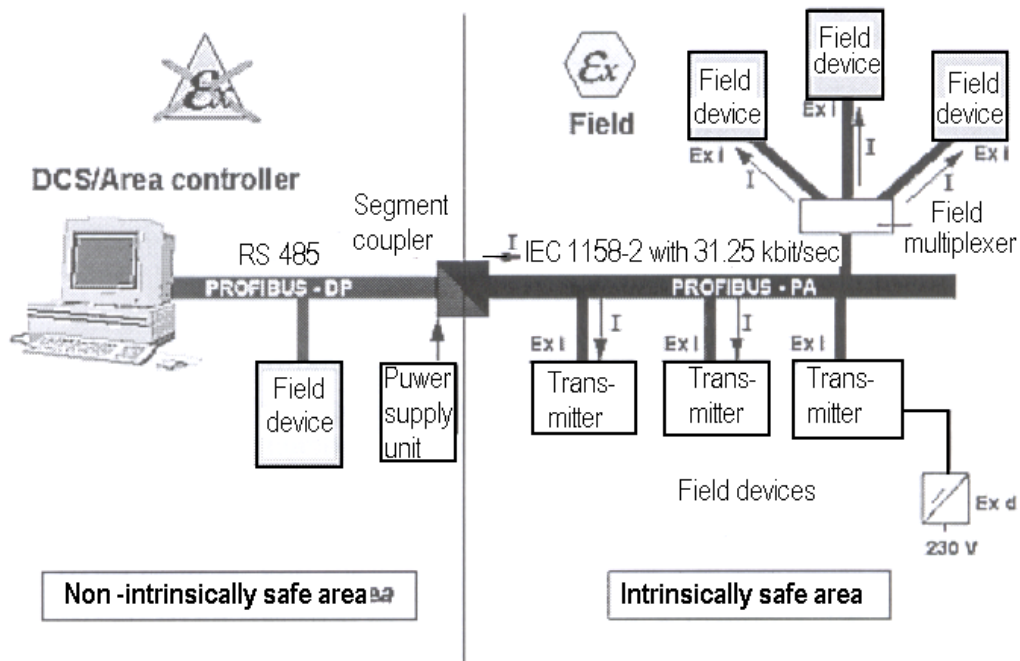 Ex
DCS/Area controller
RS 485
Segment
coupler
PROFIBUS - DP
Field
device
Puwer
supply
unit
Non -intrinsically safe area
Ex
Field
Field
device
Field
device
Field
device
Ex i
Ex i
Ex i
I
I
I
Field
multiplexer
I
IEC 1158-2 with 31.25 kbit/sec
PROFIBUS - PA
Ex i
I
Ex i
I
Ex i
Trans-
mitter
Trans-
mitter
Trans-
mitter
Field devices
Ex d
230 V
Intrinsically safe area